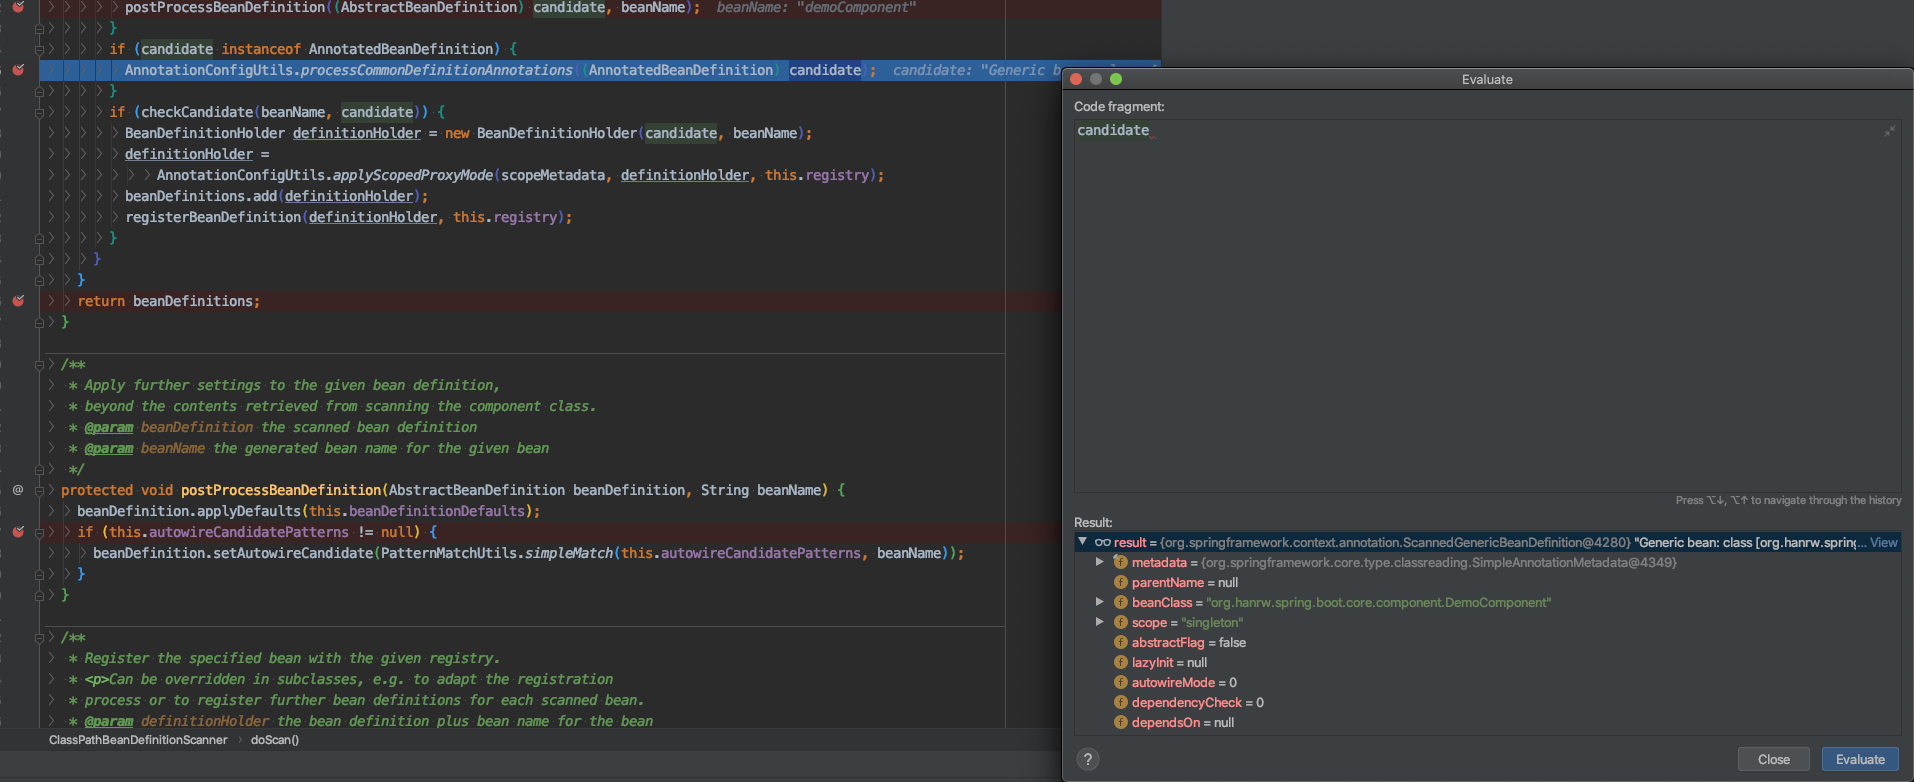 postProcessBeanDefinition((AbstractBeanDefinition) candidate, beanName);  beanName: "demoComponent"
}
if (candidate instanceof AnnotatedBeanDefinition) {
AnnotationConfigUtils.processCommonDefinitionAnnotations((AnnotatedBeanDefinition) candidate);  candidate: "Generic b
}
if (checkCandidate(beanName, candidate)) {
BeanDefinitionHolder definitionHolder = new BeanDefinitionHolder(candidate, beanName);
definitionHolder =
AnnotationConfigUtils.applyScopedProxyMode(scopeMetadata, definitionHolder, this.registry);
beanDefinitions.add(definitionHolder);
registerBeanDefinition(definitionHolder, this.registry);
}
}
}
return beanDefinitions;
}
/**
* Apply further settings to the given bean definition,
* beyond the contents retrieved from scanning the component class.
* @param beanDefinition the scanned bean definition
* @param beanName the generated bean name for the given bean
*/
@ protected void postProcessBeanDefinition(AbstractBeanDefinition beanDefinition, String beanName) {
beanDefinition.applyDefaults(this.beanDefinitionDefaults);
if (this.autowireCandidatePatterns != null) {
beanDefinition.setAutowireCandidate(PatternMatchUtils.simpleMatch(this.autowireCandidatePatterns, beanName));
}
}
/**
* Register the specified bean with the given registry.
* <p>Can be overridden in subclasses, e.g. to adapt the registration
* process or to register further bean definitions for each scanned bean.
* @param definitionHolder the bean definition plus bean name for the bean
ClassPathBeanDefinitionScanner › doScan()
Evaluate
Code fragment:
candidate
Press ⌥↓, ⌥↑ to navigate through the history
Result:
result = {org.springframework.context.annotation.ScannedGenericBeanDefinition@4280} "Generic bean: class [org.hanrw.spring... View
f metadata = {org.springframework.core.type.classreading.SimpleAnnotationMetadata@4349}
f parentName = null
f beanClass = "org.hanrw.spring.boot.core.component.DemoComponent"
f scope = "singleton"
f abstractFlag = false
f lazyInit = null
f autowireMode = 0
f dependencyCheck = 0
f dependsOn = null
?
Close
Evaluate